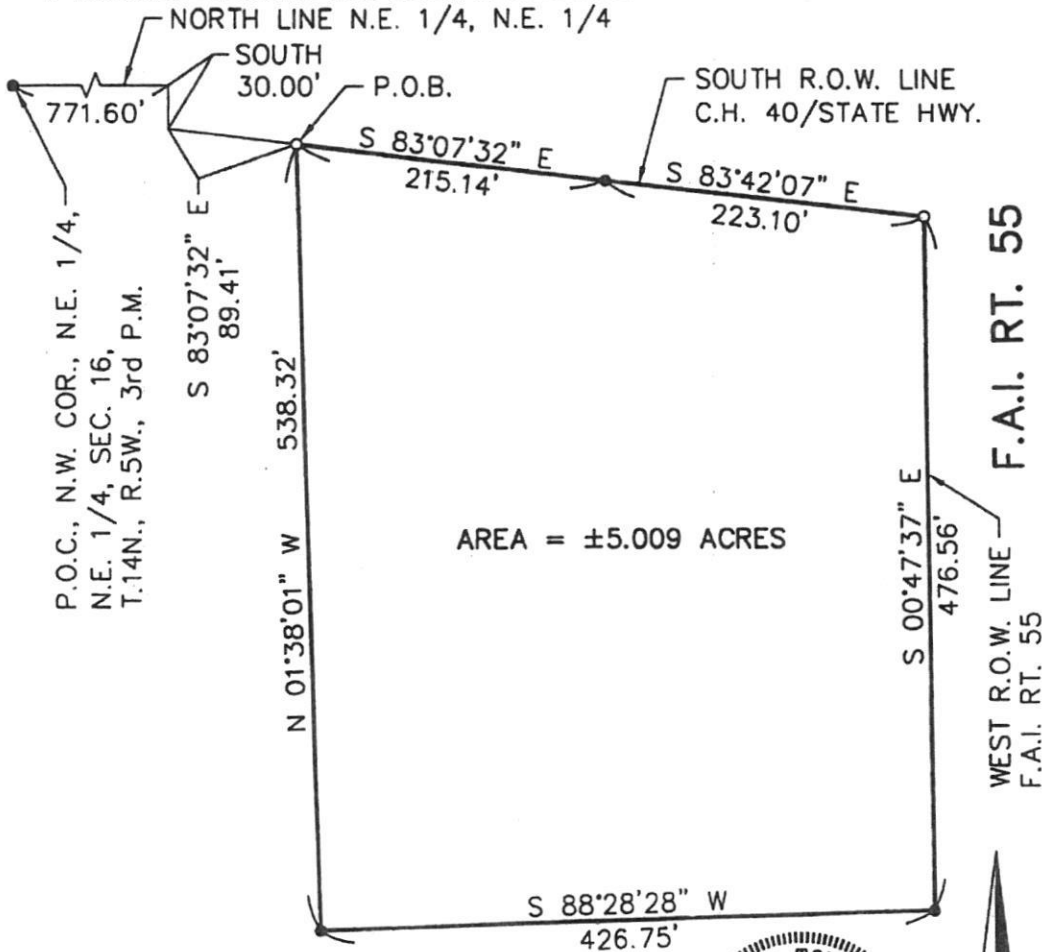 NORTH LINE N.E. 1/4, N.E. 1/4
SOUTH
30.00'
771.60'
P.O.B.
SOUTH R.O.W. LINE
C.H. 40/STATE HWY.
S 83°07'32" E
215.14'
S 83°42'07" E
223.10'
P.O.C., N.W. COR., N.E. 1/4,
N.E. 1/4, SEC. 16,
T.14N., R.5W., 3rd P.M.
S 83°07'32" E
89.41'
N 01°38'01" W
538.32'
AREA = ±5.009 ACRES
S 00°47'37" E
476.56'
F.A.I. RT. 55
WEST R.O.W. LINE
F.A.I. RT. 55
S 88°28'28" W
426.75'